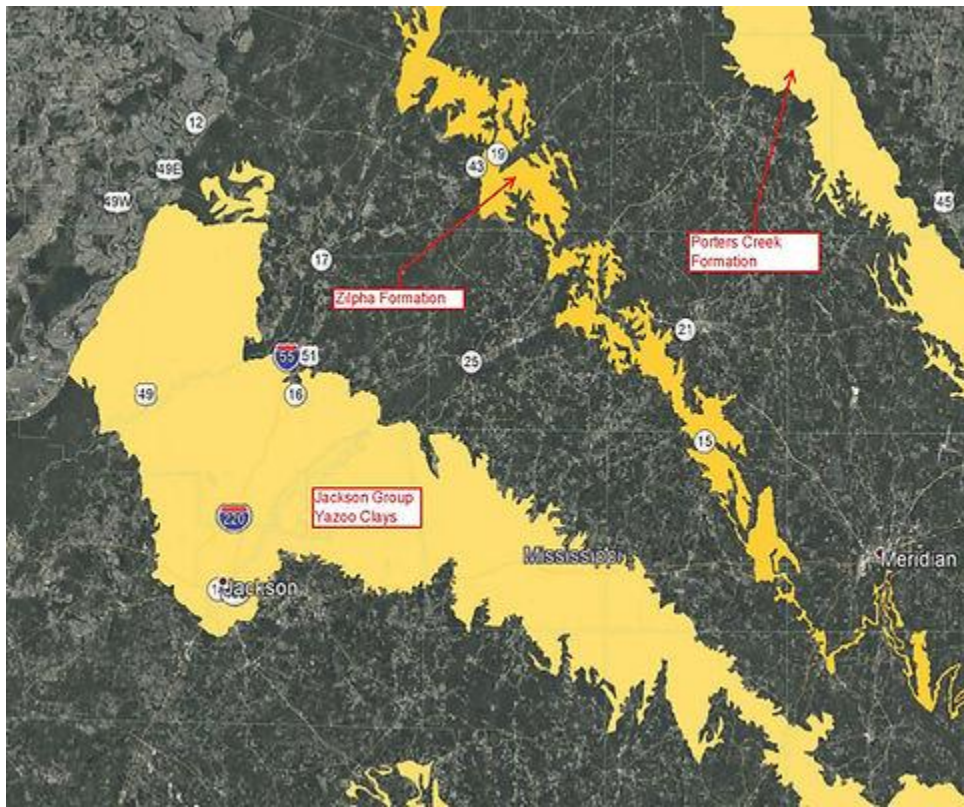 12
19
43
49E
49W
45
Porters Creek
Formation
17
Zilpha Formation
21
55
51
25
49
16
15
Jackson Group
Yazoo Clays
220
Mississippi
Meridian
Jackson